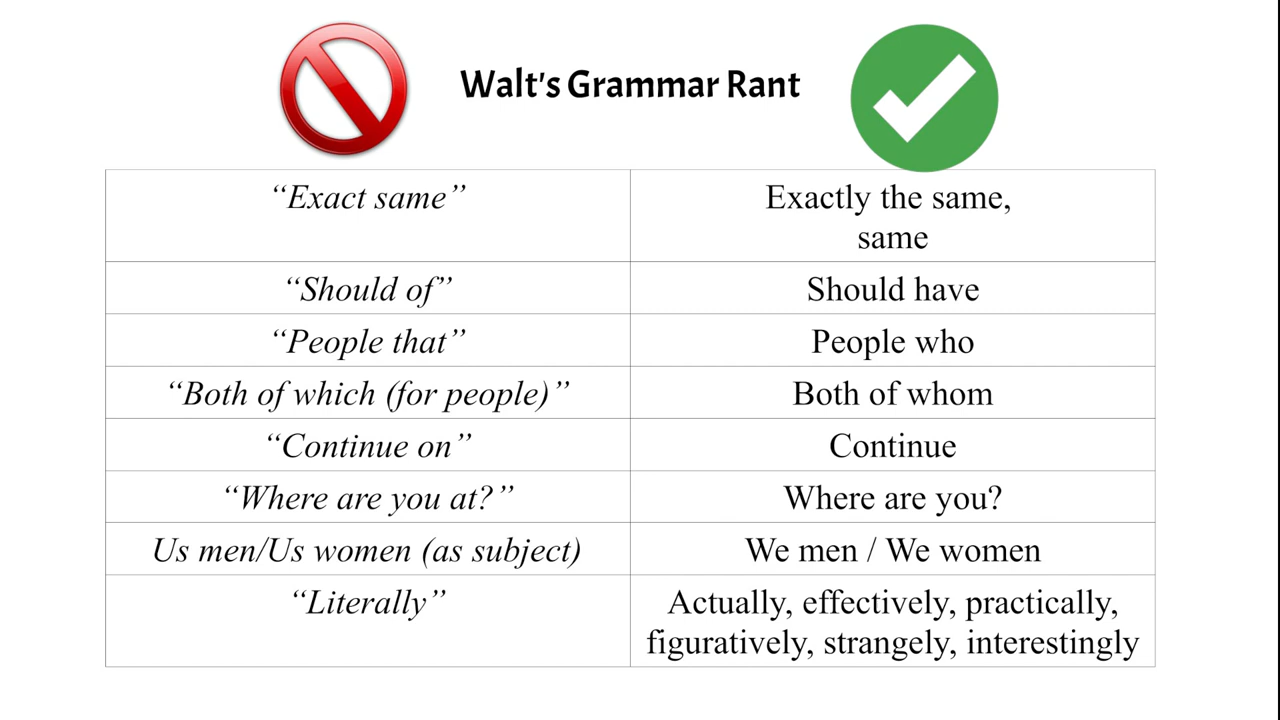 Walt's Grammar Rant
“Exact same”
Exactly the same,
same
“Should of”
Should have
“People that”
People who
“Both of which (for people)”
Both of whom
“Continue on”
Continue
“Where are you at?”
Where are you?
Us men/Us women (as subject)
We men / We women
“Literally”
Actually, effectively, practically,
figuratively, strangely, interestingly